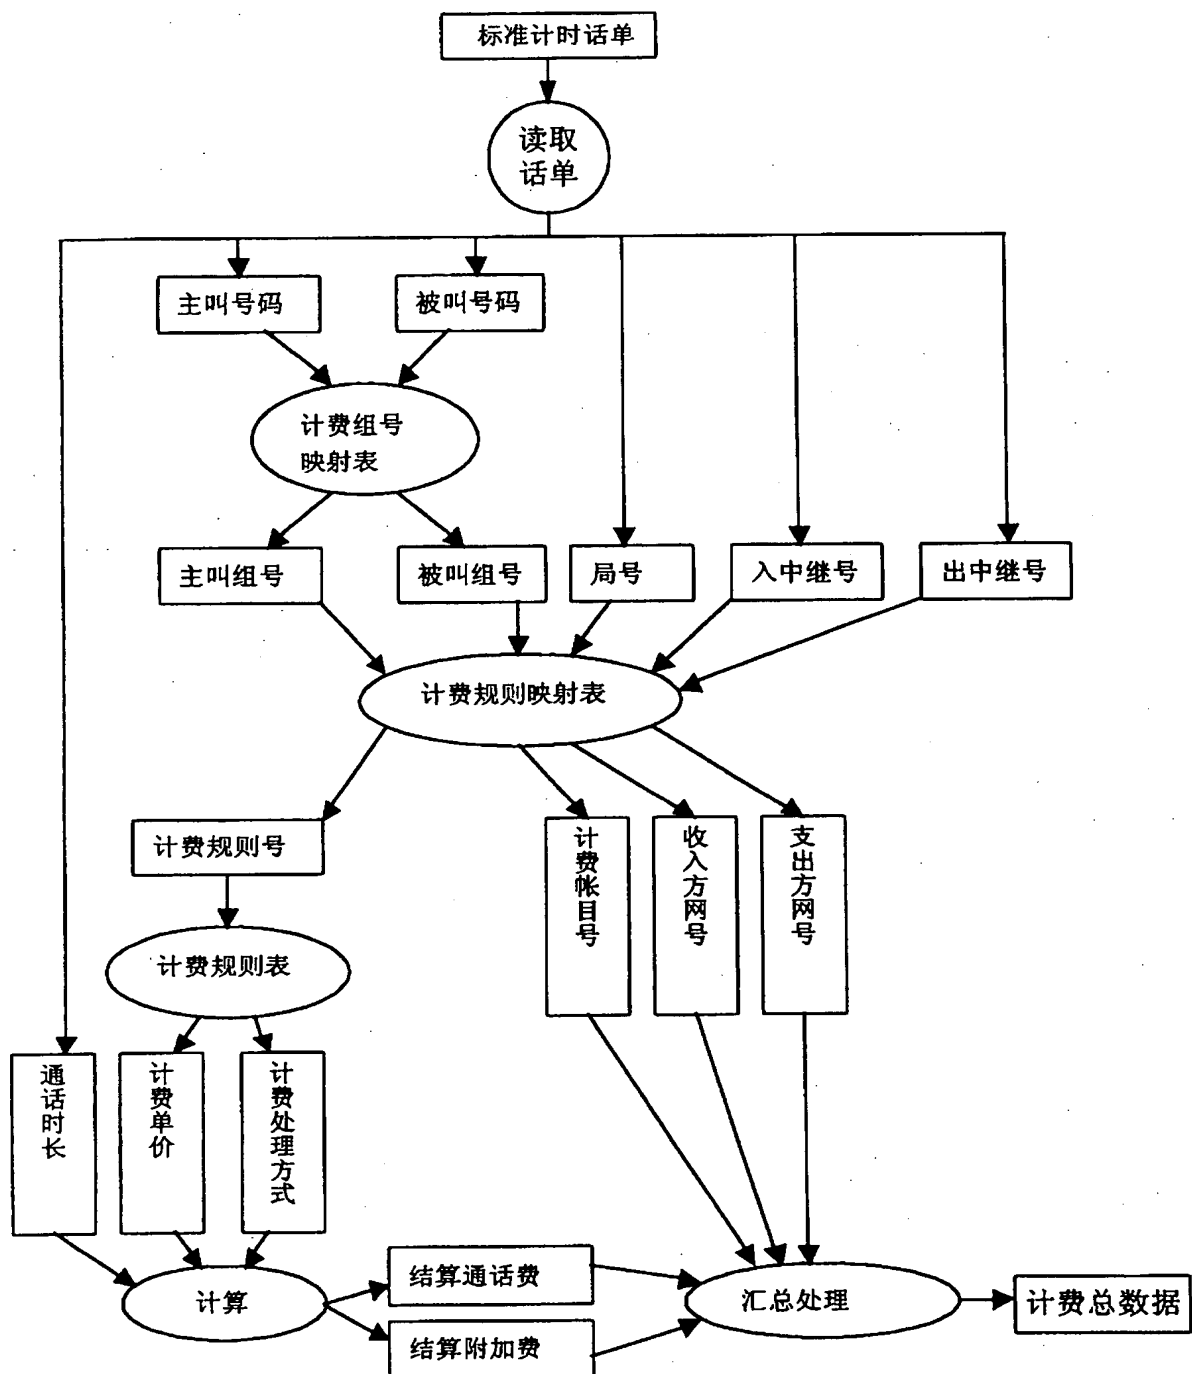 标准计时话单
读取
话单
主叫号码
被叫号码
计费组号
映射表
主叫组号
被叫组号
局号
入中继号
出中继号
计费规则映射表
计费规则号
计费帐目号
收入方网号
支出方网号
计费规则表
通话时长
计费单价
计费处理方式
结算通话费
计算
汇总处理
计费总数据
结算附加费